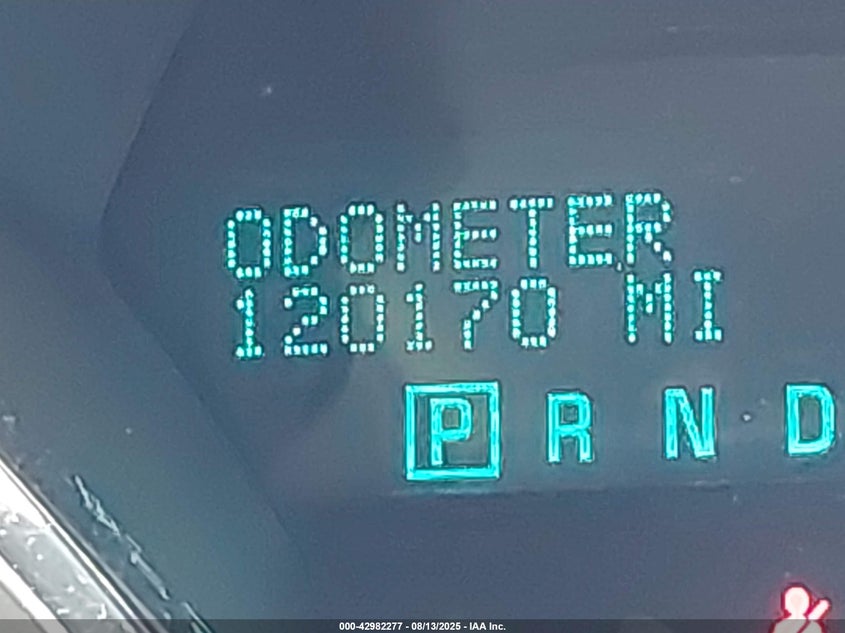 ODOMETER
120170 MI
P R N D
000-42982277 - 08/13/2025 - IAA Inc.